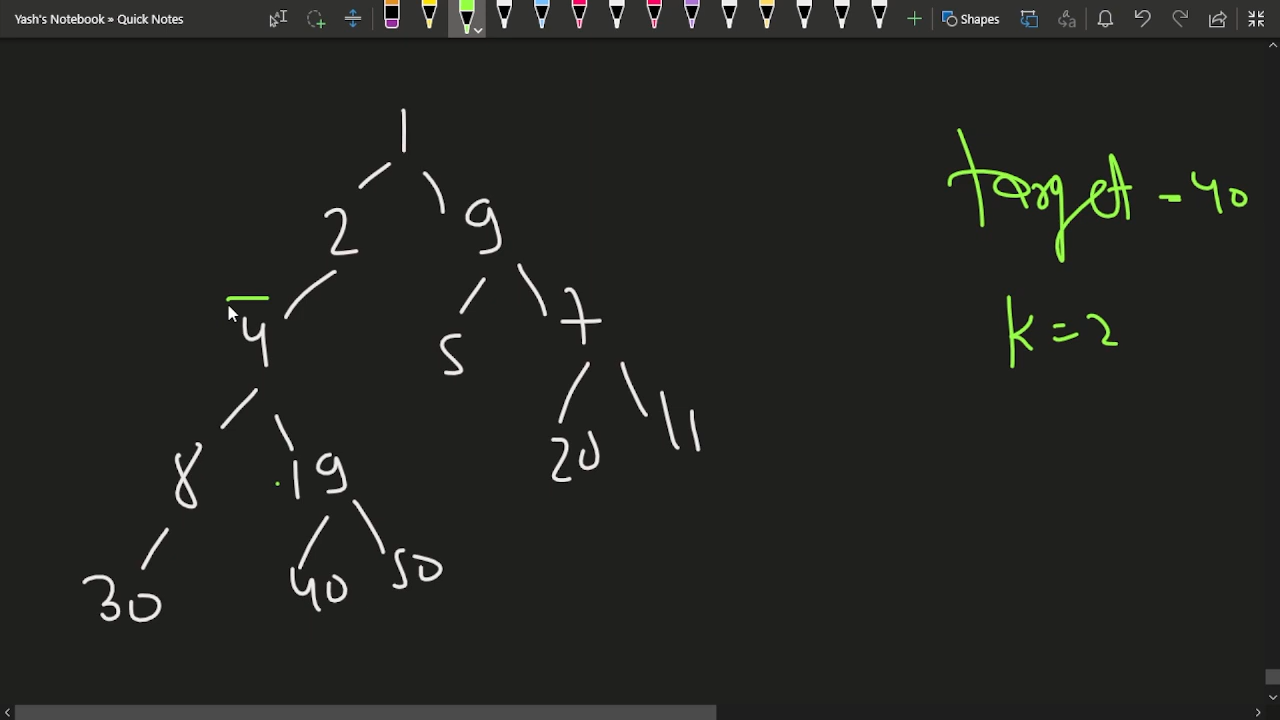 Yash's Notebook » Quick Notes
Shapes
1
target = 40
2 9
k = 2
4 5 7
8 19 20 11
30 40 50